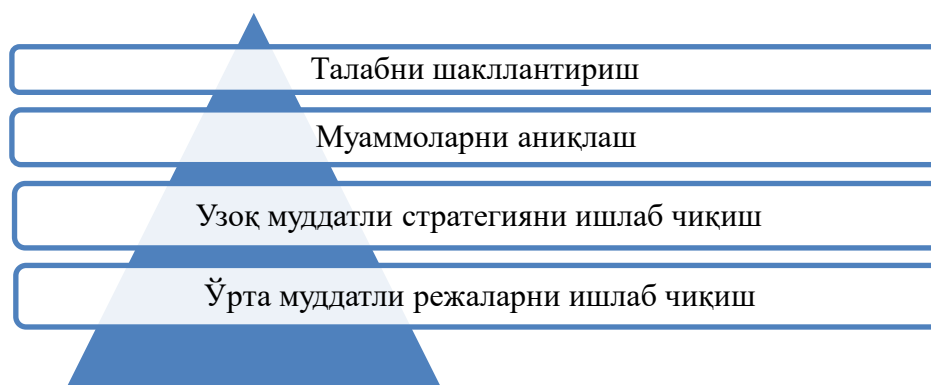 Талабни шакллантириш
Муаммоларни аниқлаш
Узоқ муддатли стратегияни ишлаб чиқиш
Ўрта муддатли режаларни ишлаб чиқиш